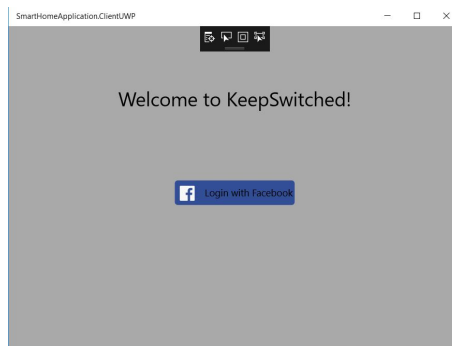 SmartHomeApplication.ClientUWP
Welcome to KeepSwitched!
Login with Facebook